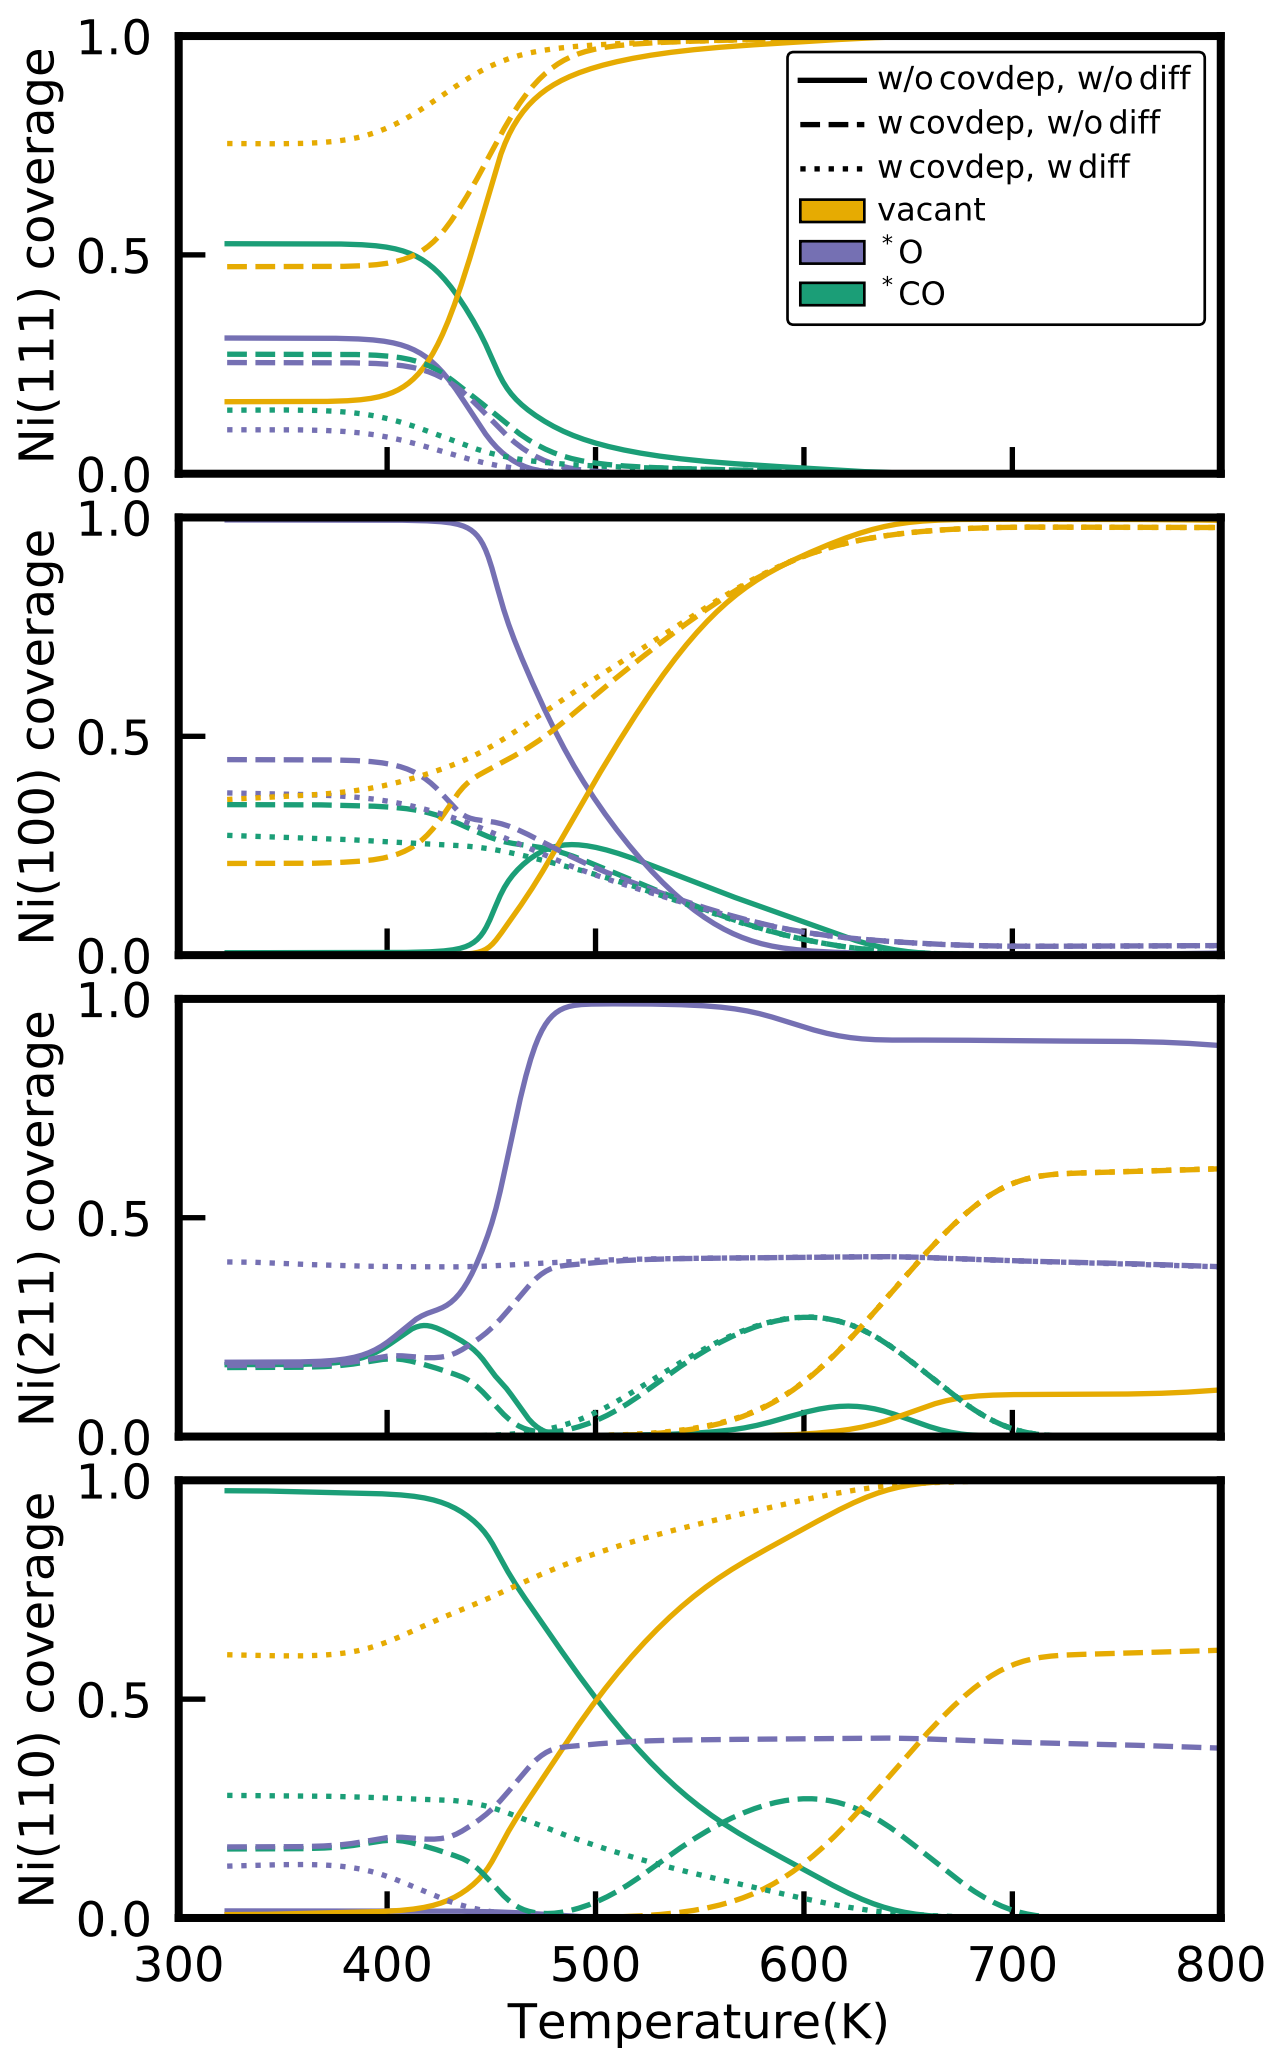 1.0
0.5
0.0
Ni(111) coverage
w/o covdep, w/o diff
w covdep, w/o diff
w covdep, w diff
vacant
*O
*CO
1.0
0.5
0.0
Ni(100) coverage
1.0
0.5
0.0
Ni(211) coverage
1.0
0.5
0.0
Ni(110) coverage
300 400 500 600 700 800
Temperature(K)